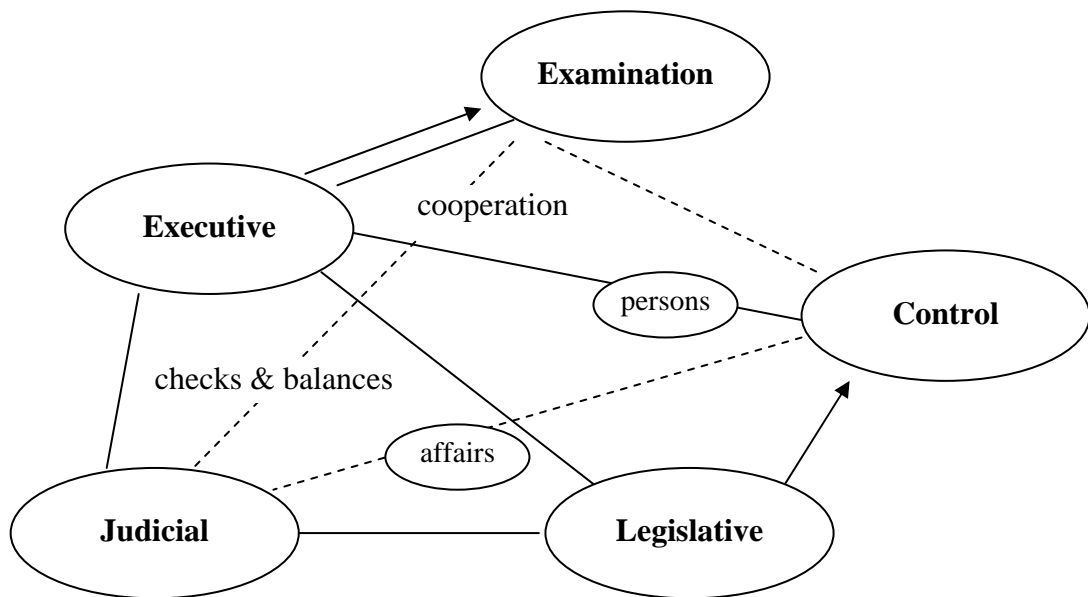 Examination
cooperation
Executive
persons
Control
checks & balances
affairs
Judicial
Legislative